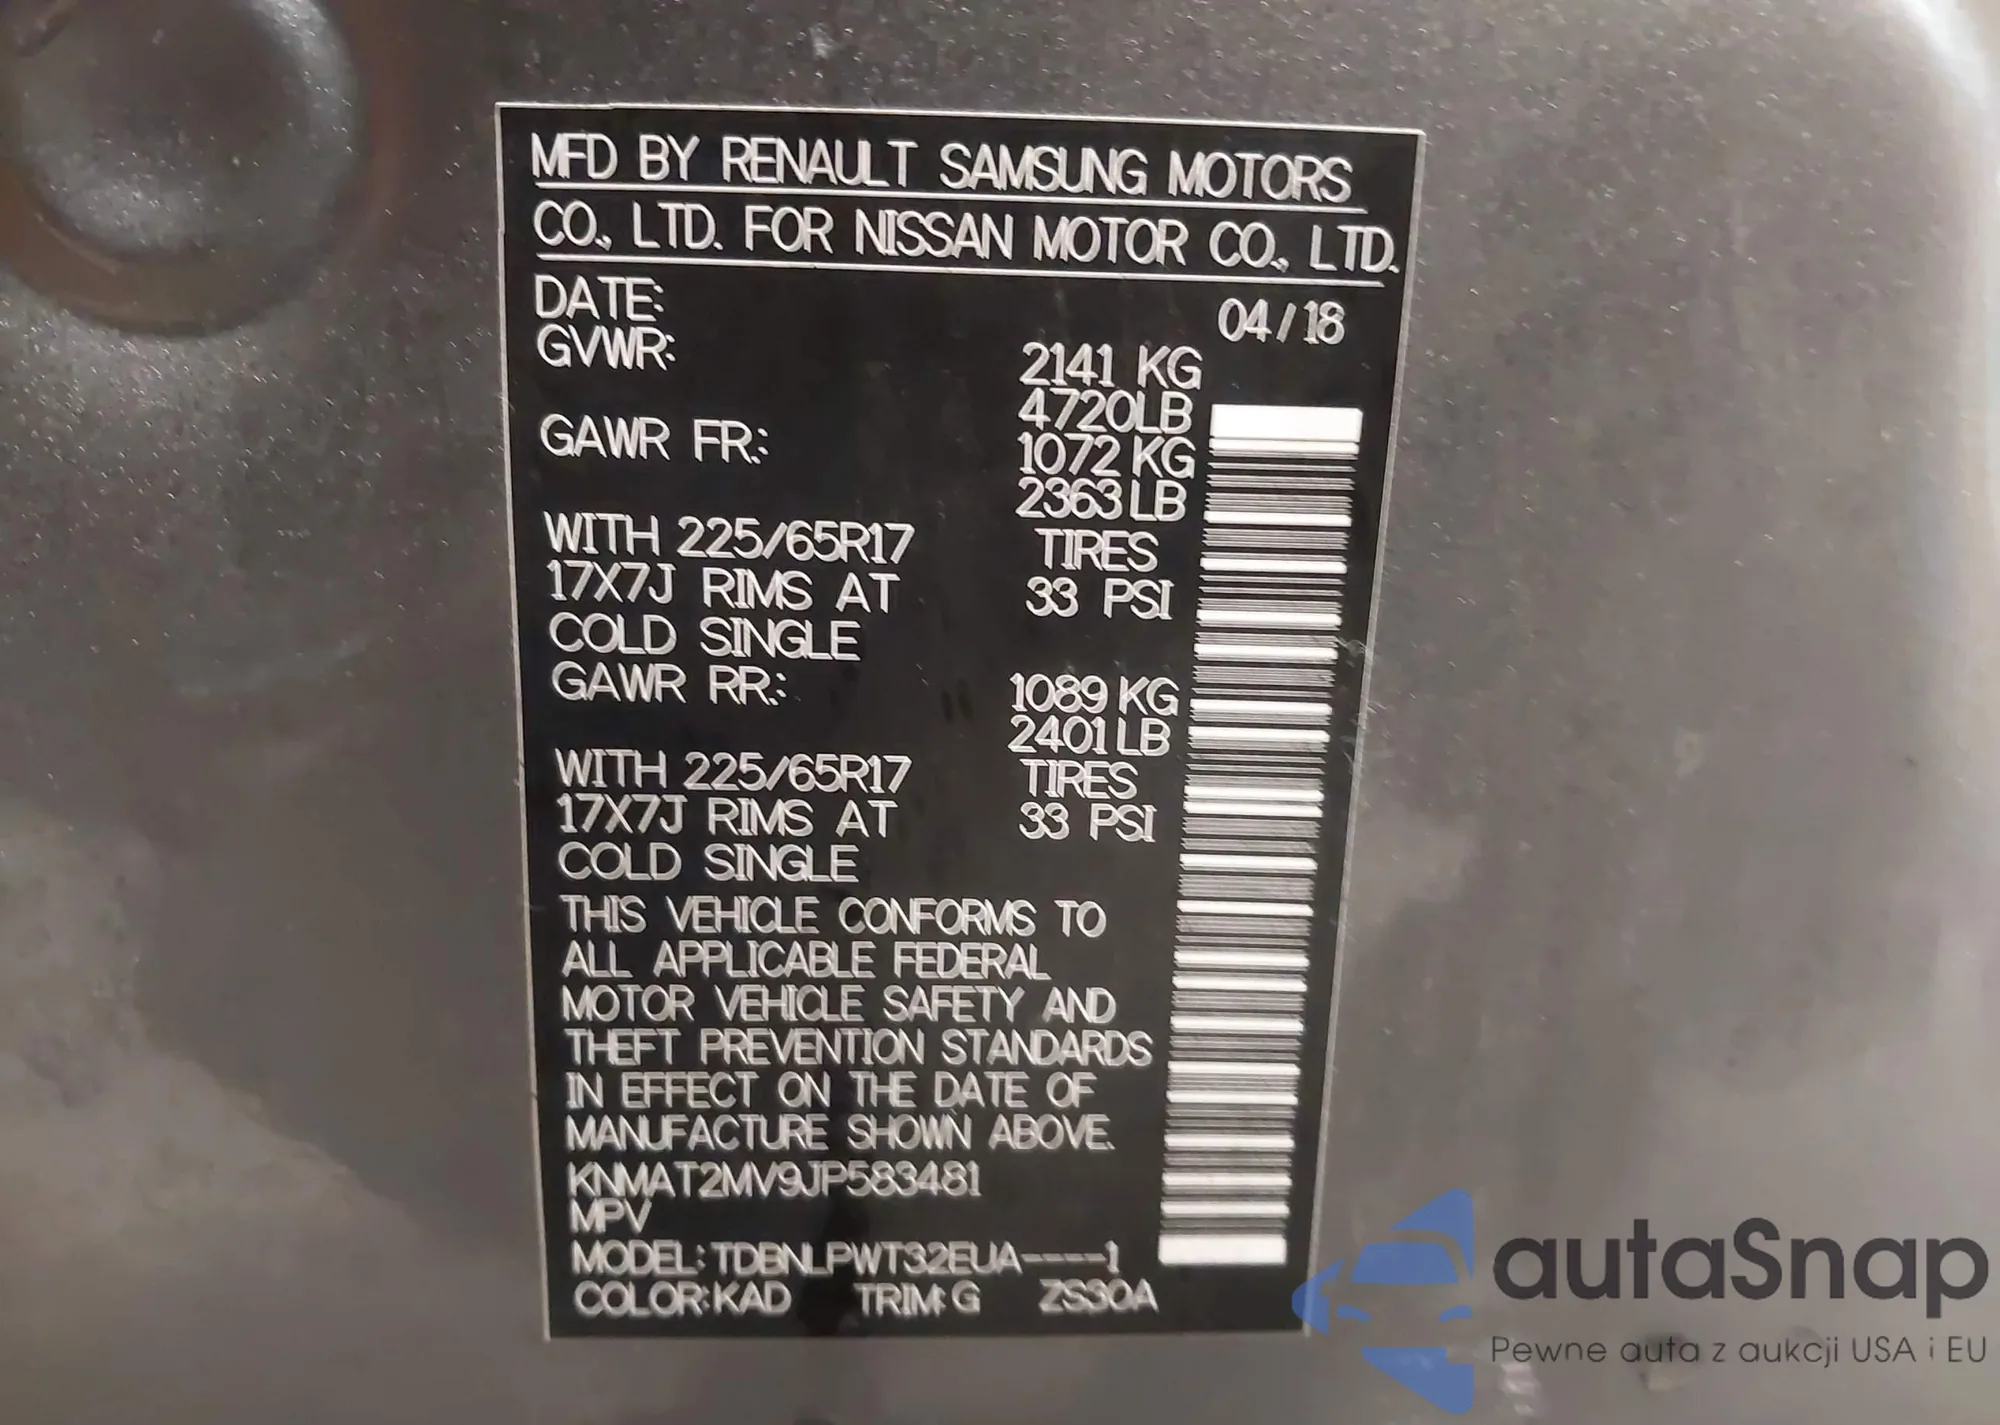 MFD BY RENAULT SAMSUNG MOTORS
CO., LTD. FOR NISSAN MOTOR CO., LTD.
DATE: 04/18
GVWR: 2141 KG
4720LB
GAWR FR.: 1072 KG
2363 LB
WITH 225/65R17 TIRES
17X7J RIMS AT 33 PSI
COLD SINGLE
GAWR RR.: 1089 KG
2401 LB
WITH 225/65R17 TIRES
17X7J RIMS AT 33 PSI
COLD SINGLE
THIS VEHICLE CONFORMS TO
ALL APPLICABLE FEDERAL
MOTOR VEHICLE SAFETY AND
THEFT PREVENTION STANDARDS
IN EFFECT ON THE DATE OF
MANUFACTURE SHOWN ABOVE.
KNMAT2MV9JP583481
MPV
MODEL: TDBNLPWT32EUA----1
COLOR: KAD TRIM: G ZS30A
autaSnap
Pewne auta z aukcji USA i EU